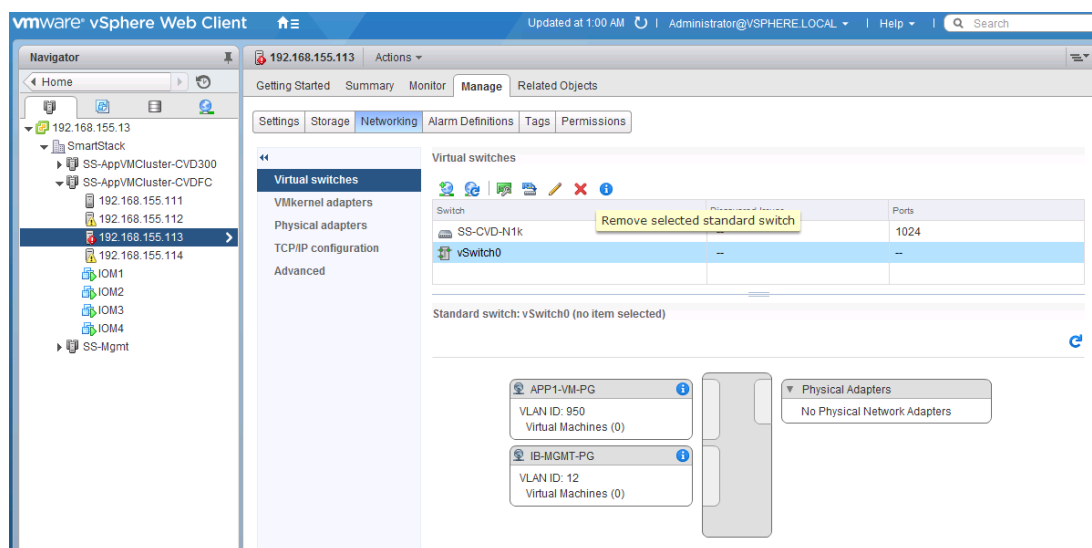 vmware® vSphere Web Client
Updated at 1:00 AM | Administrator@VSPHERE.LOCAL | Help | Search
Navigator
Home
192.168.155.13
SmartStack
SS-AppVMCluster-CVD300
SS-AppVMCluster-CVDFC
192.168.155.111
192.168.155.112
192.168.155.113
192.168.155.114
IOM1
IOM2
IOM3
IOM4
SS-Mgmt
192.168.155.113 Actions
Getting Started Summary Monitor Manage Related Objects
Settings Storage Networking Alarm Definitions Tags Permissions
Virtual switches
VMkernel adapters
Physical adapters
TCP/IP configuration
Advanced
Virtual switches
Switch Discovered Issues Ports
Remove selected standard switch
SS-CVD-N1k -- 1024
vSwitch0 -- --
Standard switch: vSwitch0 (no item selected)
APP1-VM-PG
VLAN ID: 950
Virtual Machines (0)
IB-MGMT-PG
VLAN ID: 12
Virtual Machines (0)
Physical Adapters
No Physical Network Adapters